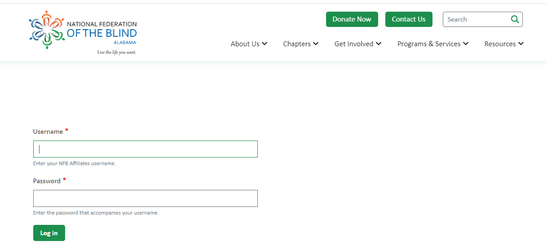 NATIONAL FEDERATION
OF THE BLIND
ALABAMA
Live the life you want.
Donate Now
Contact Us
Search
About Us
Chapters
Get Involved
Programs & Services
Resources
Username *
Enter your NFB Affiliates username.
Password *
Enter the password that accompanies your username.
Log in